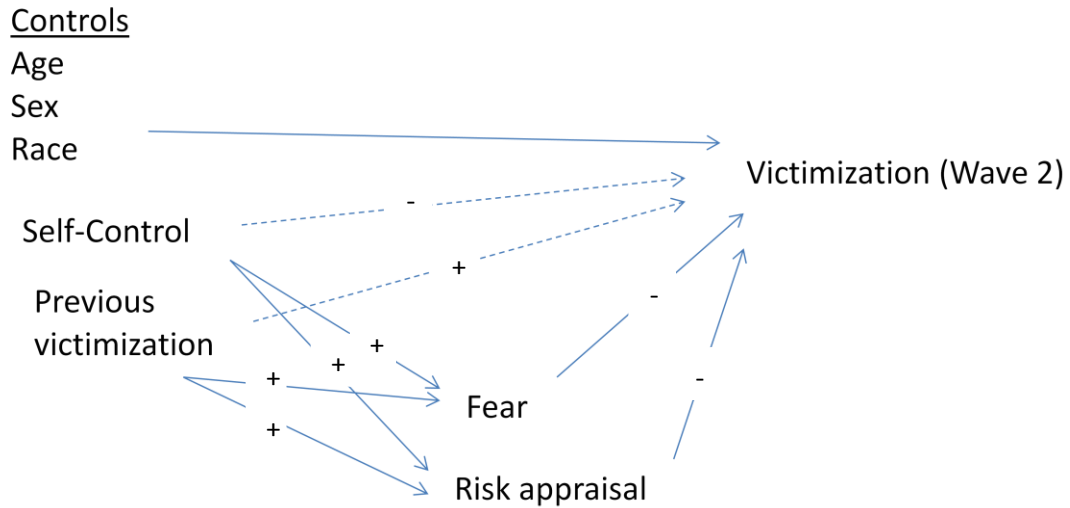 Controls
Age
Sex
Race
Victimization (Wave 2)
-
Self-Control
+
Previous
victimization
-
+
+
+
-
Fear
+
Risk appraisal